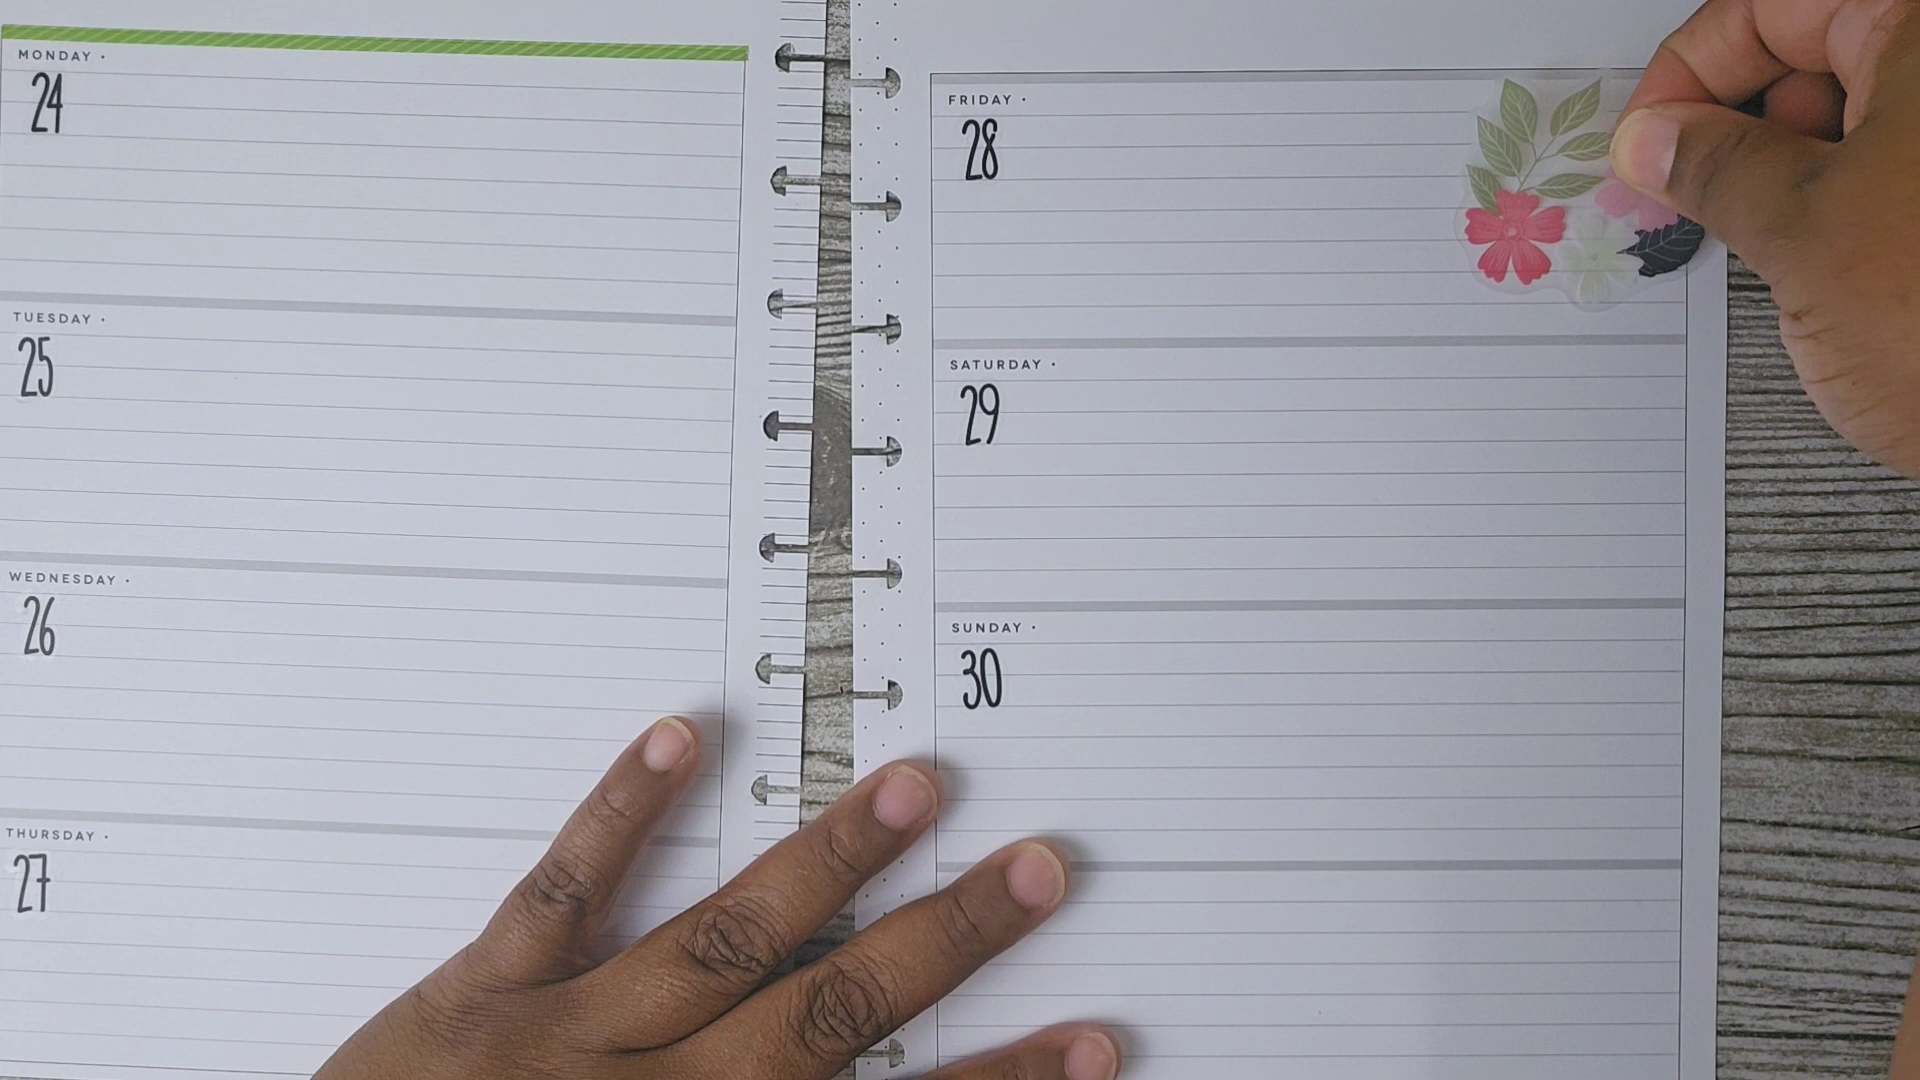 MONDAY •
24
TUESDAY •
25
WEDNESDAY •
26
THURSDAY •
27
FRIDAY •
28
SATURDAY •
29
SUNDAY •
30